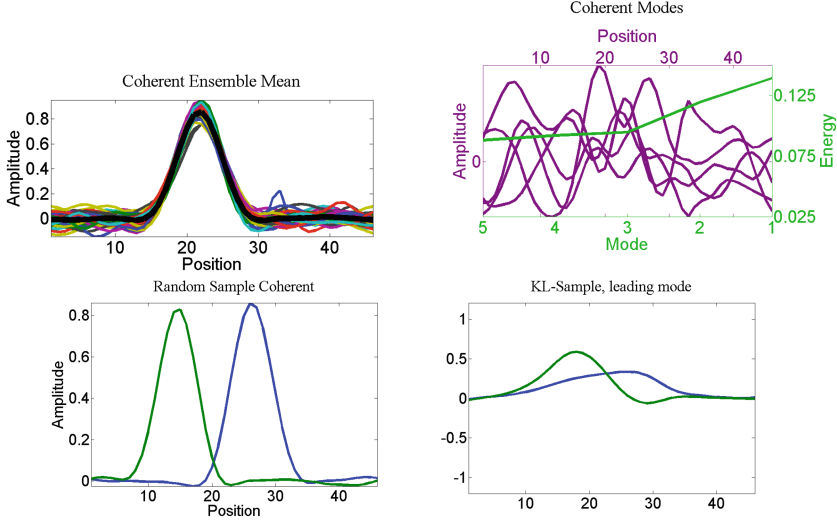 Coherent Modes
Position
10 20 30 40
Coherent Ensemble Mean
Amplitude
0.8
0.6
0.4
0.2
0
10 20 30 40
Position
Amplitude
0
0.125
0.075
0.025
Energy
5 4 3 2 1
Mode
Random Sample Coherent
Amplitude
0.8
0.6
0.4
0.2
0
10 20 30 40
Position
KL-Sample, leading mode
1
0.5
0
-0.5
-1
10 20 30 40